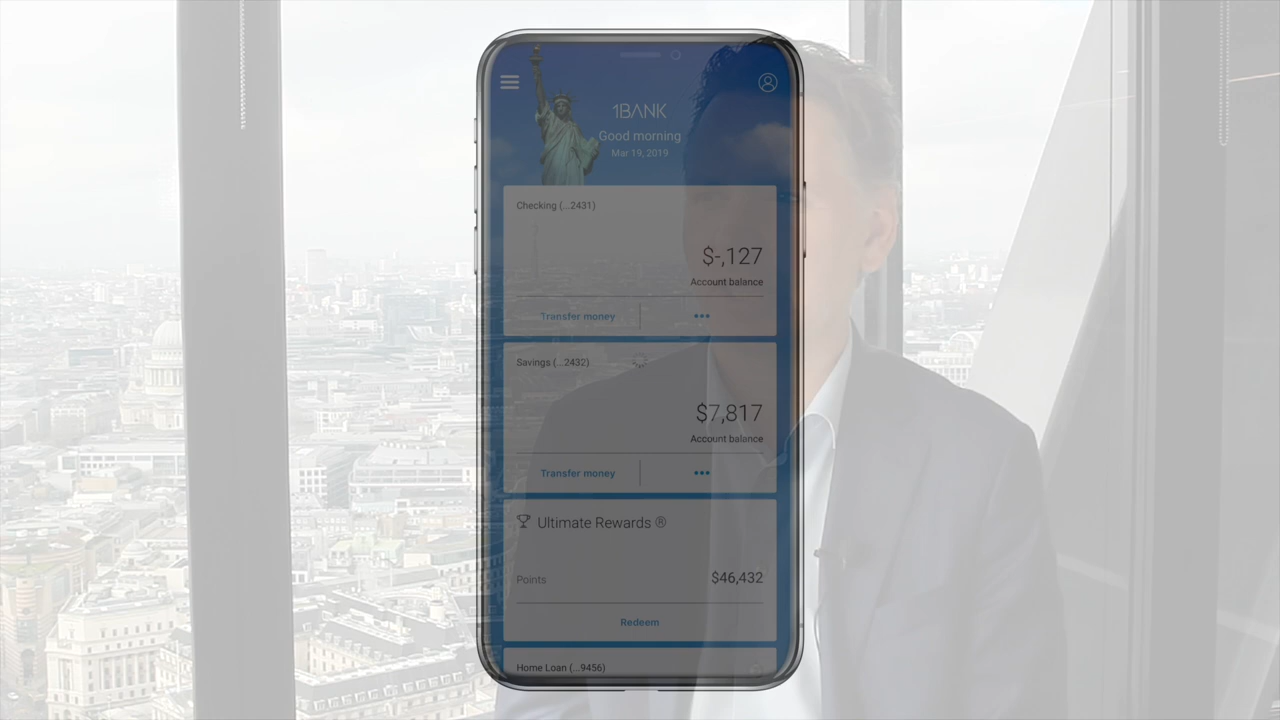 1BANK
Good morning
Mar 19, 2019
Checking (...2431)
$-,127
Account balance
Transfer money
Savings (...2432)
$7,817
Account balance
Transfer money
Ultimate Rewards ®
Points $46,432
Redeem
Home Loan (...9456)